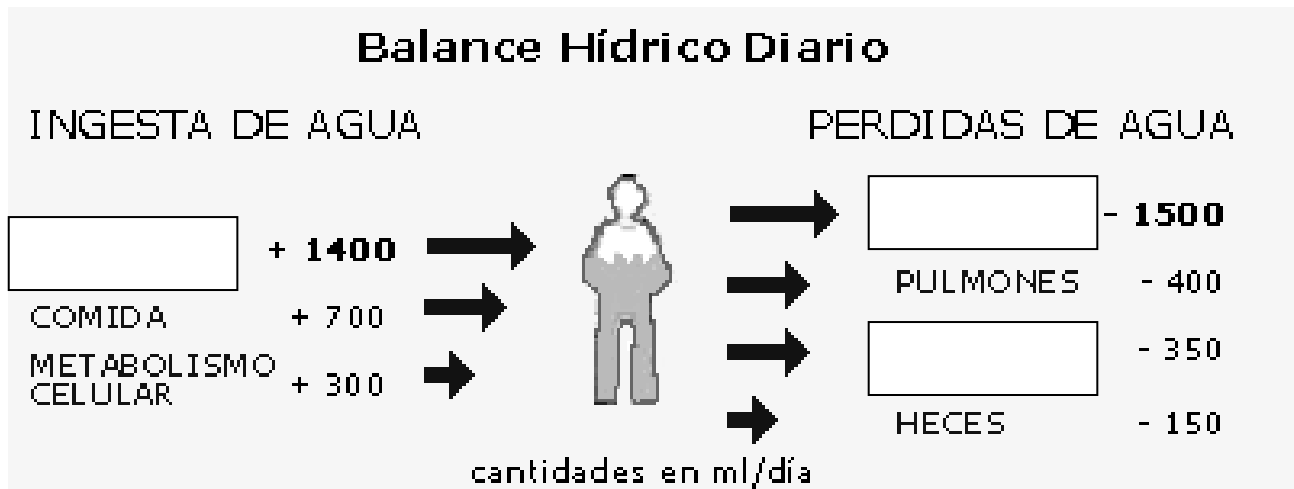 Balance Hídrico Diario
INGESTA DE AGUA
+ 1400
COMIDA + 700
METABOLISMO
CELULAR + 300
PERDIDAS DE AGUA
- 1500
PULMONES - 400
- 350
HECES - 150
cantidades en ml/día